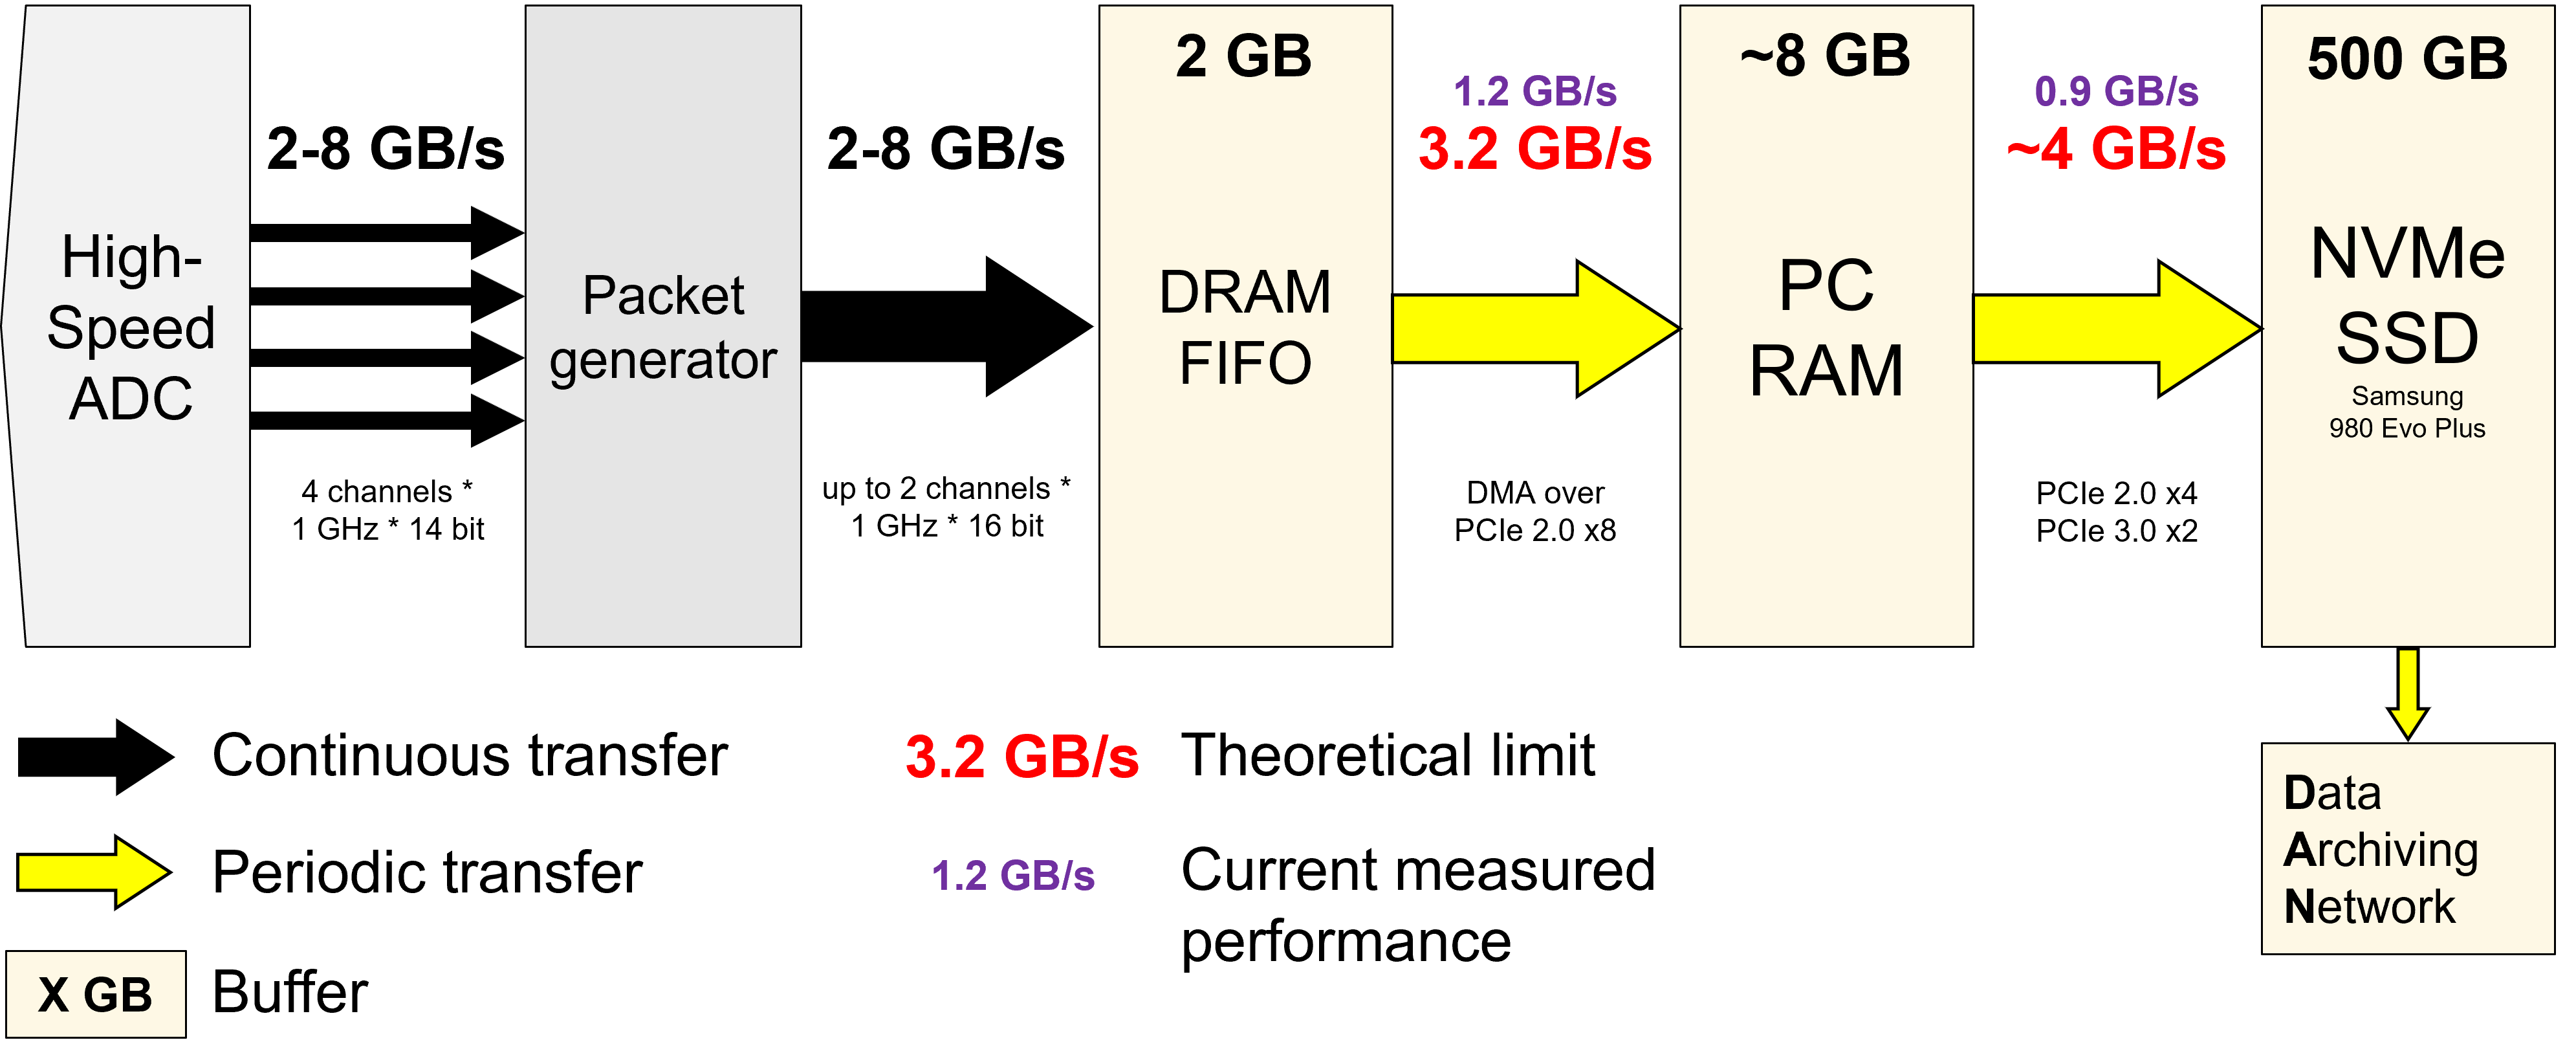 High-
Speed
ADC
2-8 GB/s
4 channels *
1 GHz * 14 bit
Packet
generator
2-8 GB/s
up to 2 channels *
1 GHz * 16 bit
2 GB
DRAM
FIFO
1.2 GB/s
3.2 GB/s
DMA over
PCIe 2.0 x8
~8 GB
PC
RAM
0.9 GB/s
~4 GB/s
PCIe 2.0 x4
PCIe 3.0 x2
500 GB
NVMe
SSD
Samsung
980 Evo Plus
Data
Archiving
Network
Continuous transfer
Periodic transfer
X GB
Buffer
3.2 GB/s
Theoretical limit
1.2 GB/s
Current measured
performance